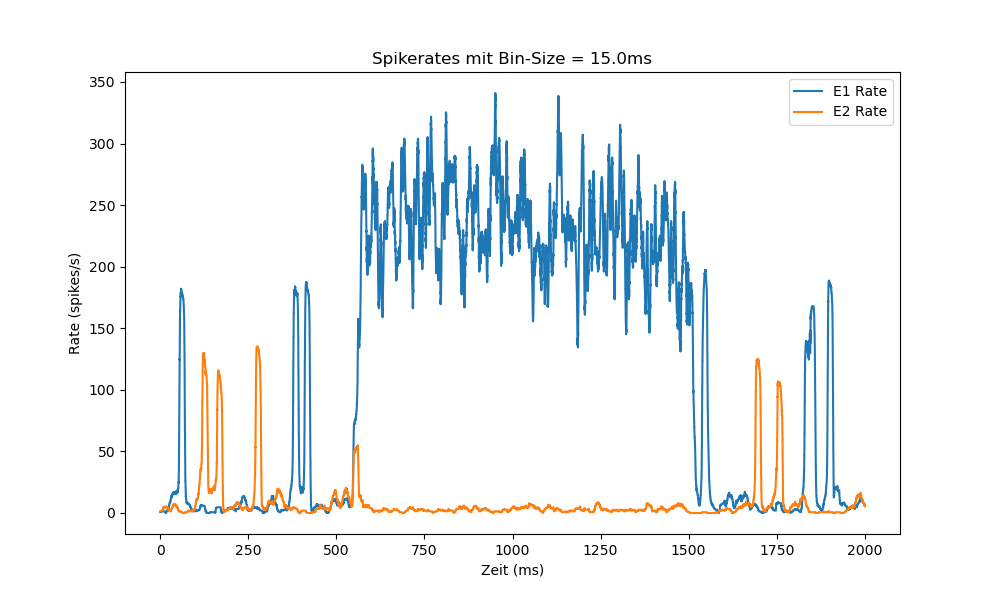 Spikerates mit Bin-Size = 15.0ms
E1 Rate
E2 Rate
350
300
250
200
150
100
50
0
Rate (spikes/s)
0 250 500 750 1000 1250 1500 1750 2000
Zeit (ms)